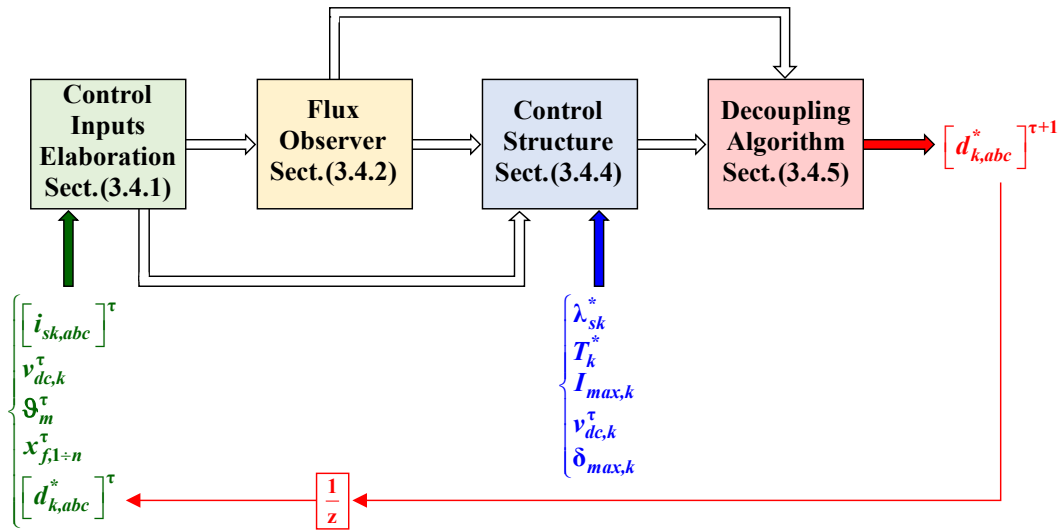 Control
Inputs
Elaboration
Sect.(3.4.1)
Flux
Observer
Sect.(3.4.2)
Control
Structure
Sect.(3.4.4)
Decoupling
Algorithm
Sect.(3.4.5)
[d*k,abc]τ+1
[isk,abc]τ
vτdc,k
ϑτm
xτf,1÷n
[d*k,abc]τ
λ*sk
T*k
Imax,k
vτdc,k
δmax,k
1
z